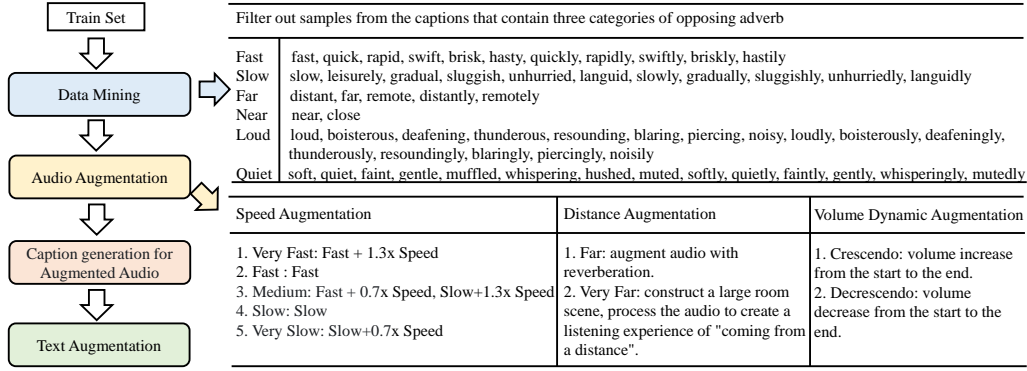 Train Set
Data Mining
Audio Augmentation
Caption generation for
Augmented Audio
Text Augmentation
Filter out samples from the captions that contain three categories of opposing adverb
Fast fast, quick, rapid, swift, brisk, hasty, quickly, rapidly, swiftly, briskly, hastily
Slow slow, leisurely, gradual, sluggish, unhurried, languid, slowly, gradually, sluggishly, unhurriedly, languidly
Far distant, far, remote, distantly, remotely
Near near, close
Loud loud, boisterous, deafening, thunderous, resounding, blaring, piercing, noisy, loudly, boisterously, deafeningly,
thunderously, resoundingly, blaringly, piercingly, noisily
Quiet soft, quiet, faint, gentle, muffled, whispering, hushed, muted, softly, quietly, faintly, gently, whisperingly, mutedly
Speed Augmentation
1. Very Fast: Fast + 1.3x Speed
2. Fast : Fast
3. Medium: Fast + 0.7x Speed, Slow+1.3x Speed
4. Slow: Slow
5. Very Slow: Slow+0.7x Speed
Distance Augmentation
1. Far: augment audio with
reverberation.
2. Very Far: construct a large room
scene, process the audio to create a
listening experience of "coming from
a distance".
Volume Dynamic Augmentation
1. Crescendo: volume increase
from the start to the end.
2. Decrescendo: volume
decrease from the start to the
end.